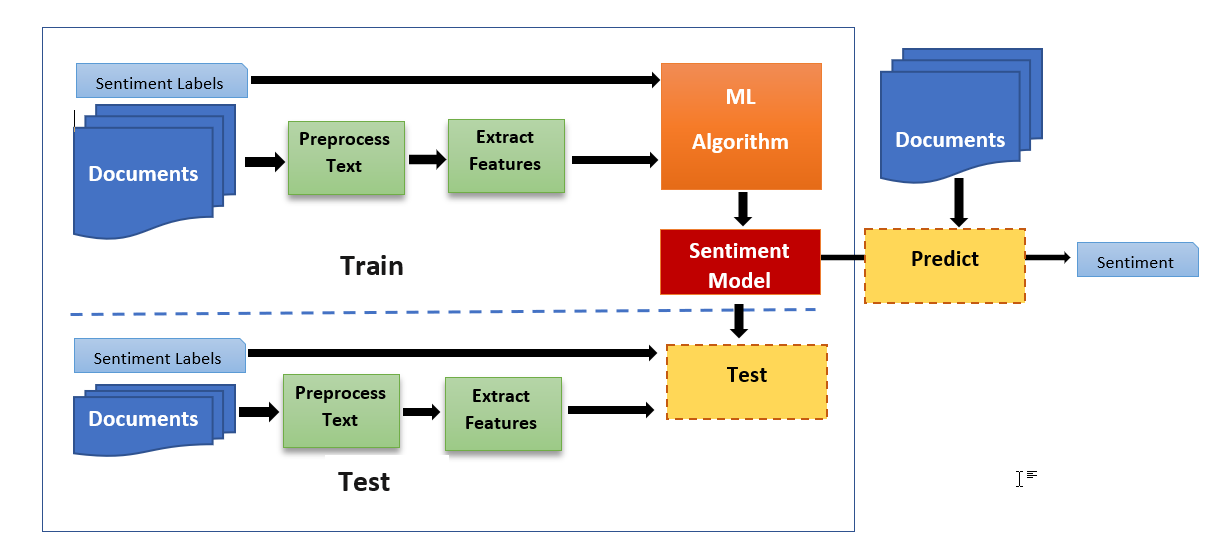 Sentiment Labels
Documents
Preprocess
Text
Extract
Features
ML
Algorithm
Sentiment
Model
Train
Documents
Predict
Sentiment
Sentiment Labels
Documents
Preprocess
Text
Extract
Features
Test
Test